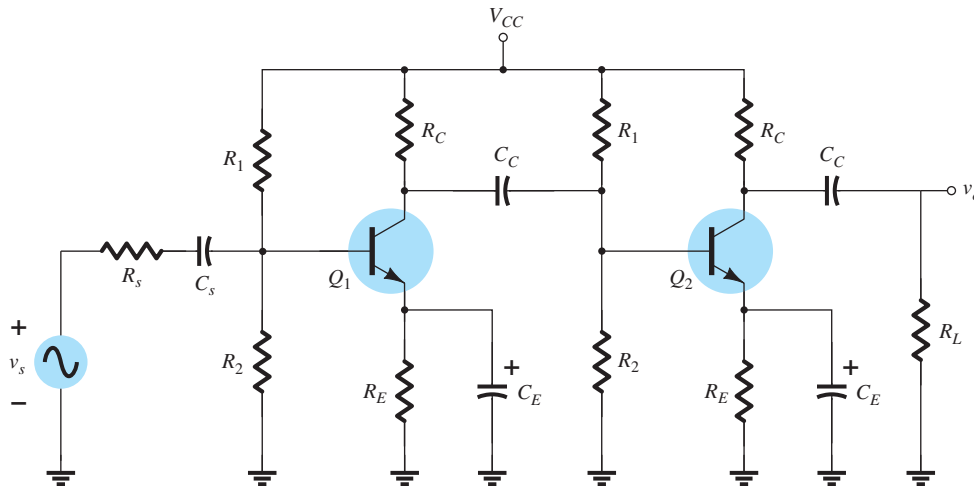 V_CC
R_1
R_C
C_C
R_1
R_C
C_C
R_s
C_s
Q_1
Q_2
+
v_s
−
R_2
R_E
+
C_E
R_2
R_E
+
C_E
R_L